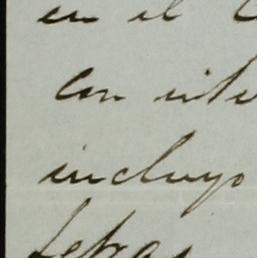 en el
con
incluyo
letras